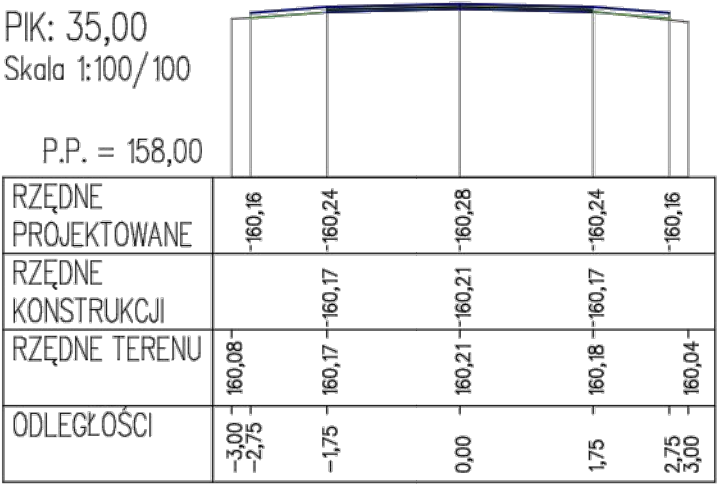 PIK: 35,00
Skala 1:100/100
P.P. = 158,00
RZĘDNE PROJEKTOWANE
160,16 160,24 160,28 160,24 160,16
RZĘDNE KONSTRUKCJI
160,17 160,21 160,17
RZĘDNE TERENU
160,08 160,17 160,21 160,18 160,04
ODLEGŁOŚCI
-3,00 -2,75 -1,75 0,00 1,75 2,75 3,00